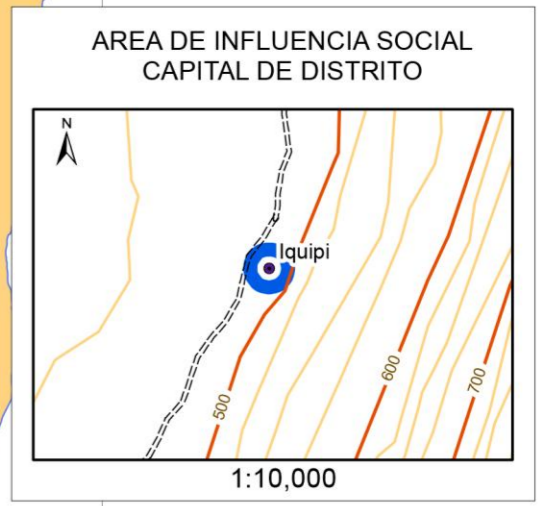 AREA DE INFLUENCIA SOCIAL
CAPITAL DE DISTRITO
N
Iquipi
500
600
700
1:10,000